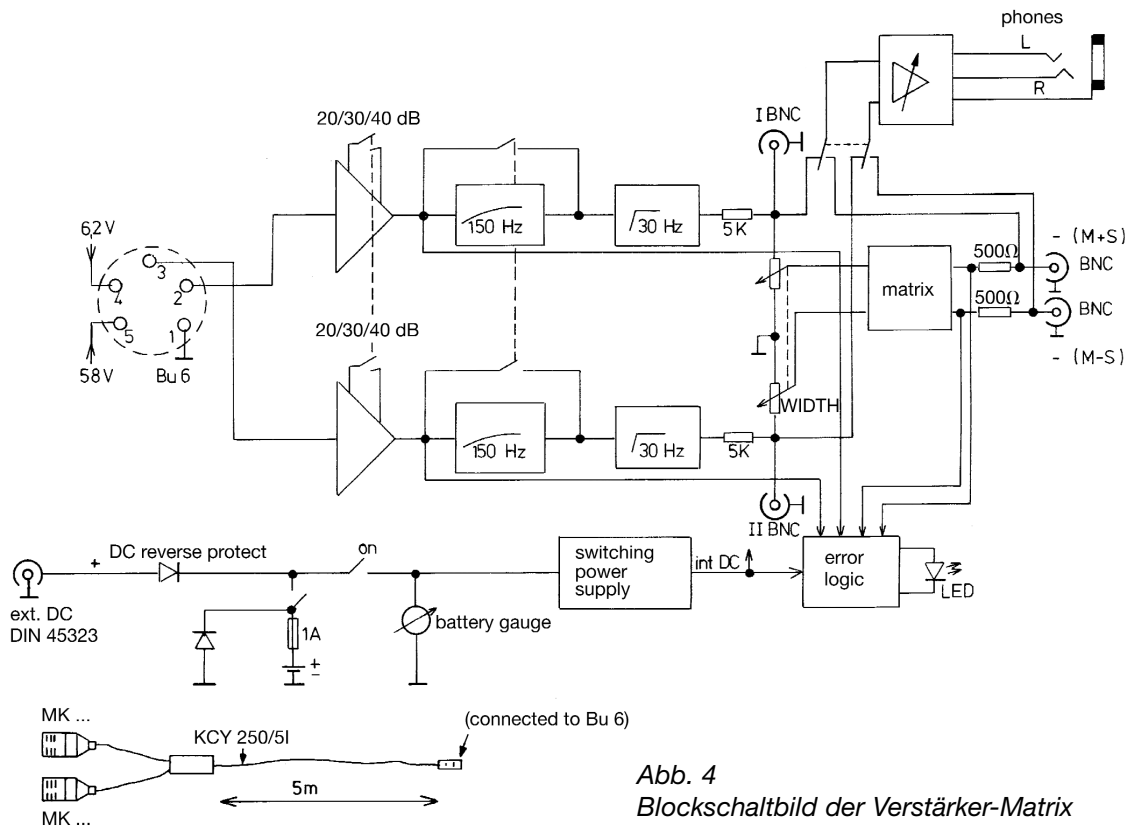 phones
L
R
20/30/40 dB
I BNC
150 Hz
30 Hz
5K
62V
3
4
2
5
1
58V
Bu 6
- (M+S)
500Ω
BNC
matrix
500Ω
BNC
- (M-S)
20/30/40 dB
WIDTH
150 Hz
30 Hz
5K
II BNC
DC reverse protect
on
+
switching
power
supply
int DC
error
logic
LED
ext. DC
DIN 45323
1A
+
-
battery gauge
MK ...
KCY 250/5I
(connected to Bu 6)
5m
MK ...
Abb. 4
Blockschaltbild der Verstärker-Matrix